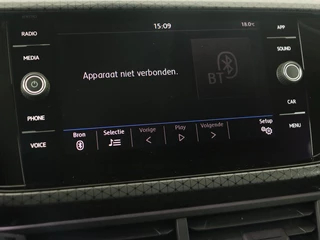 RADIO
15:09
18.0°C
APP
MEDIA
SOUND
Apparaat niet verbonden.
BT
PHONE
CAR
Bron
Selectie
Vorige
Play
Volgende
Setup
VOICE
MENU